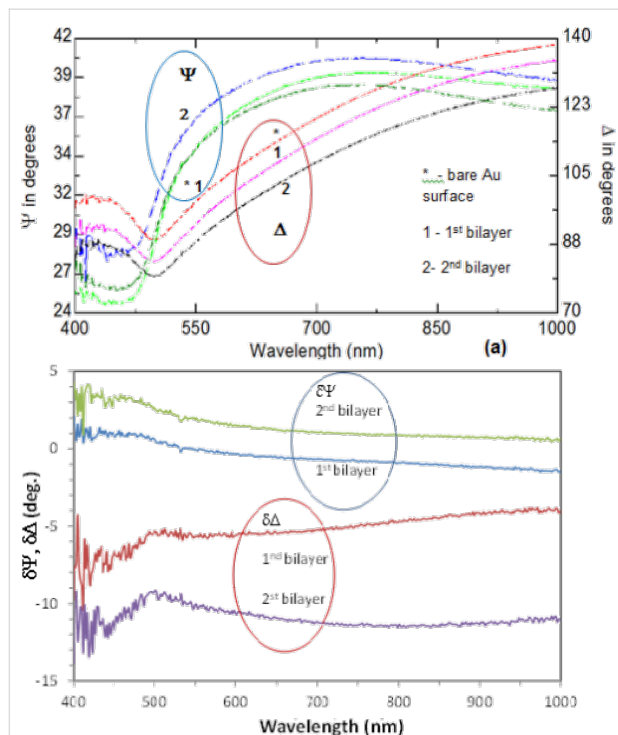 42
39
37
34
32
29
27
24
Ψ in degrees
138
123
105
88
70
Δ in degrees
Ψ
2
* 1
*
1
2
Δ
* - bare Au
surface
1 - 1st bilayer
2- 2nd bilayer
400 550 700 850 1000
Wavelength (nm) (a)
5
0
-5
-10
-15
δΨ, δΔ (deg.)
δΨ
2nd bilayer
1st bilayer
δΔ
1nd bilayer
2st bilayer
400 500 600 700 800 900 1000
Wavelength (nm)